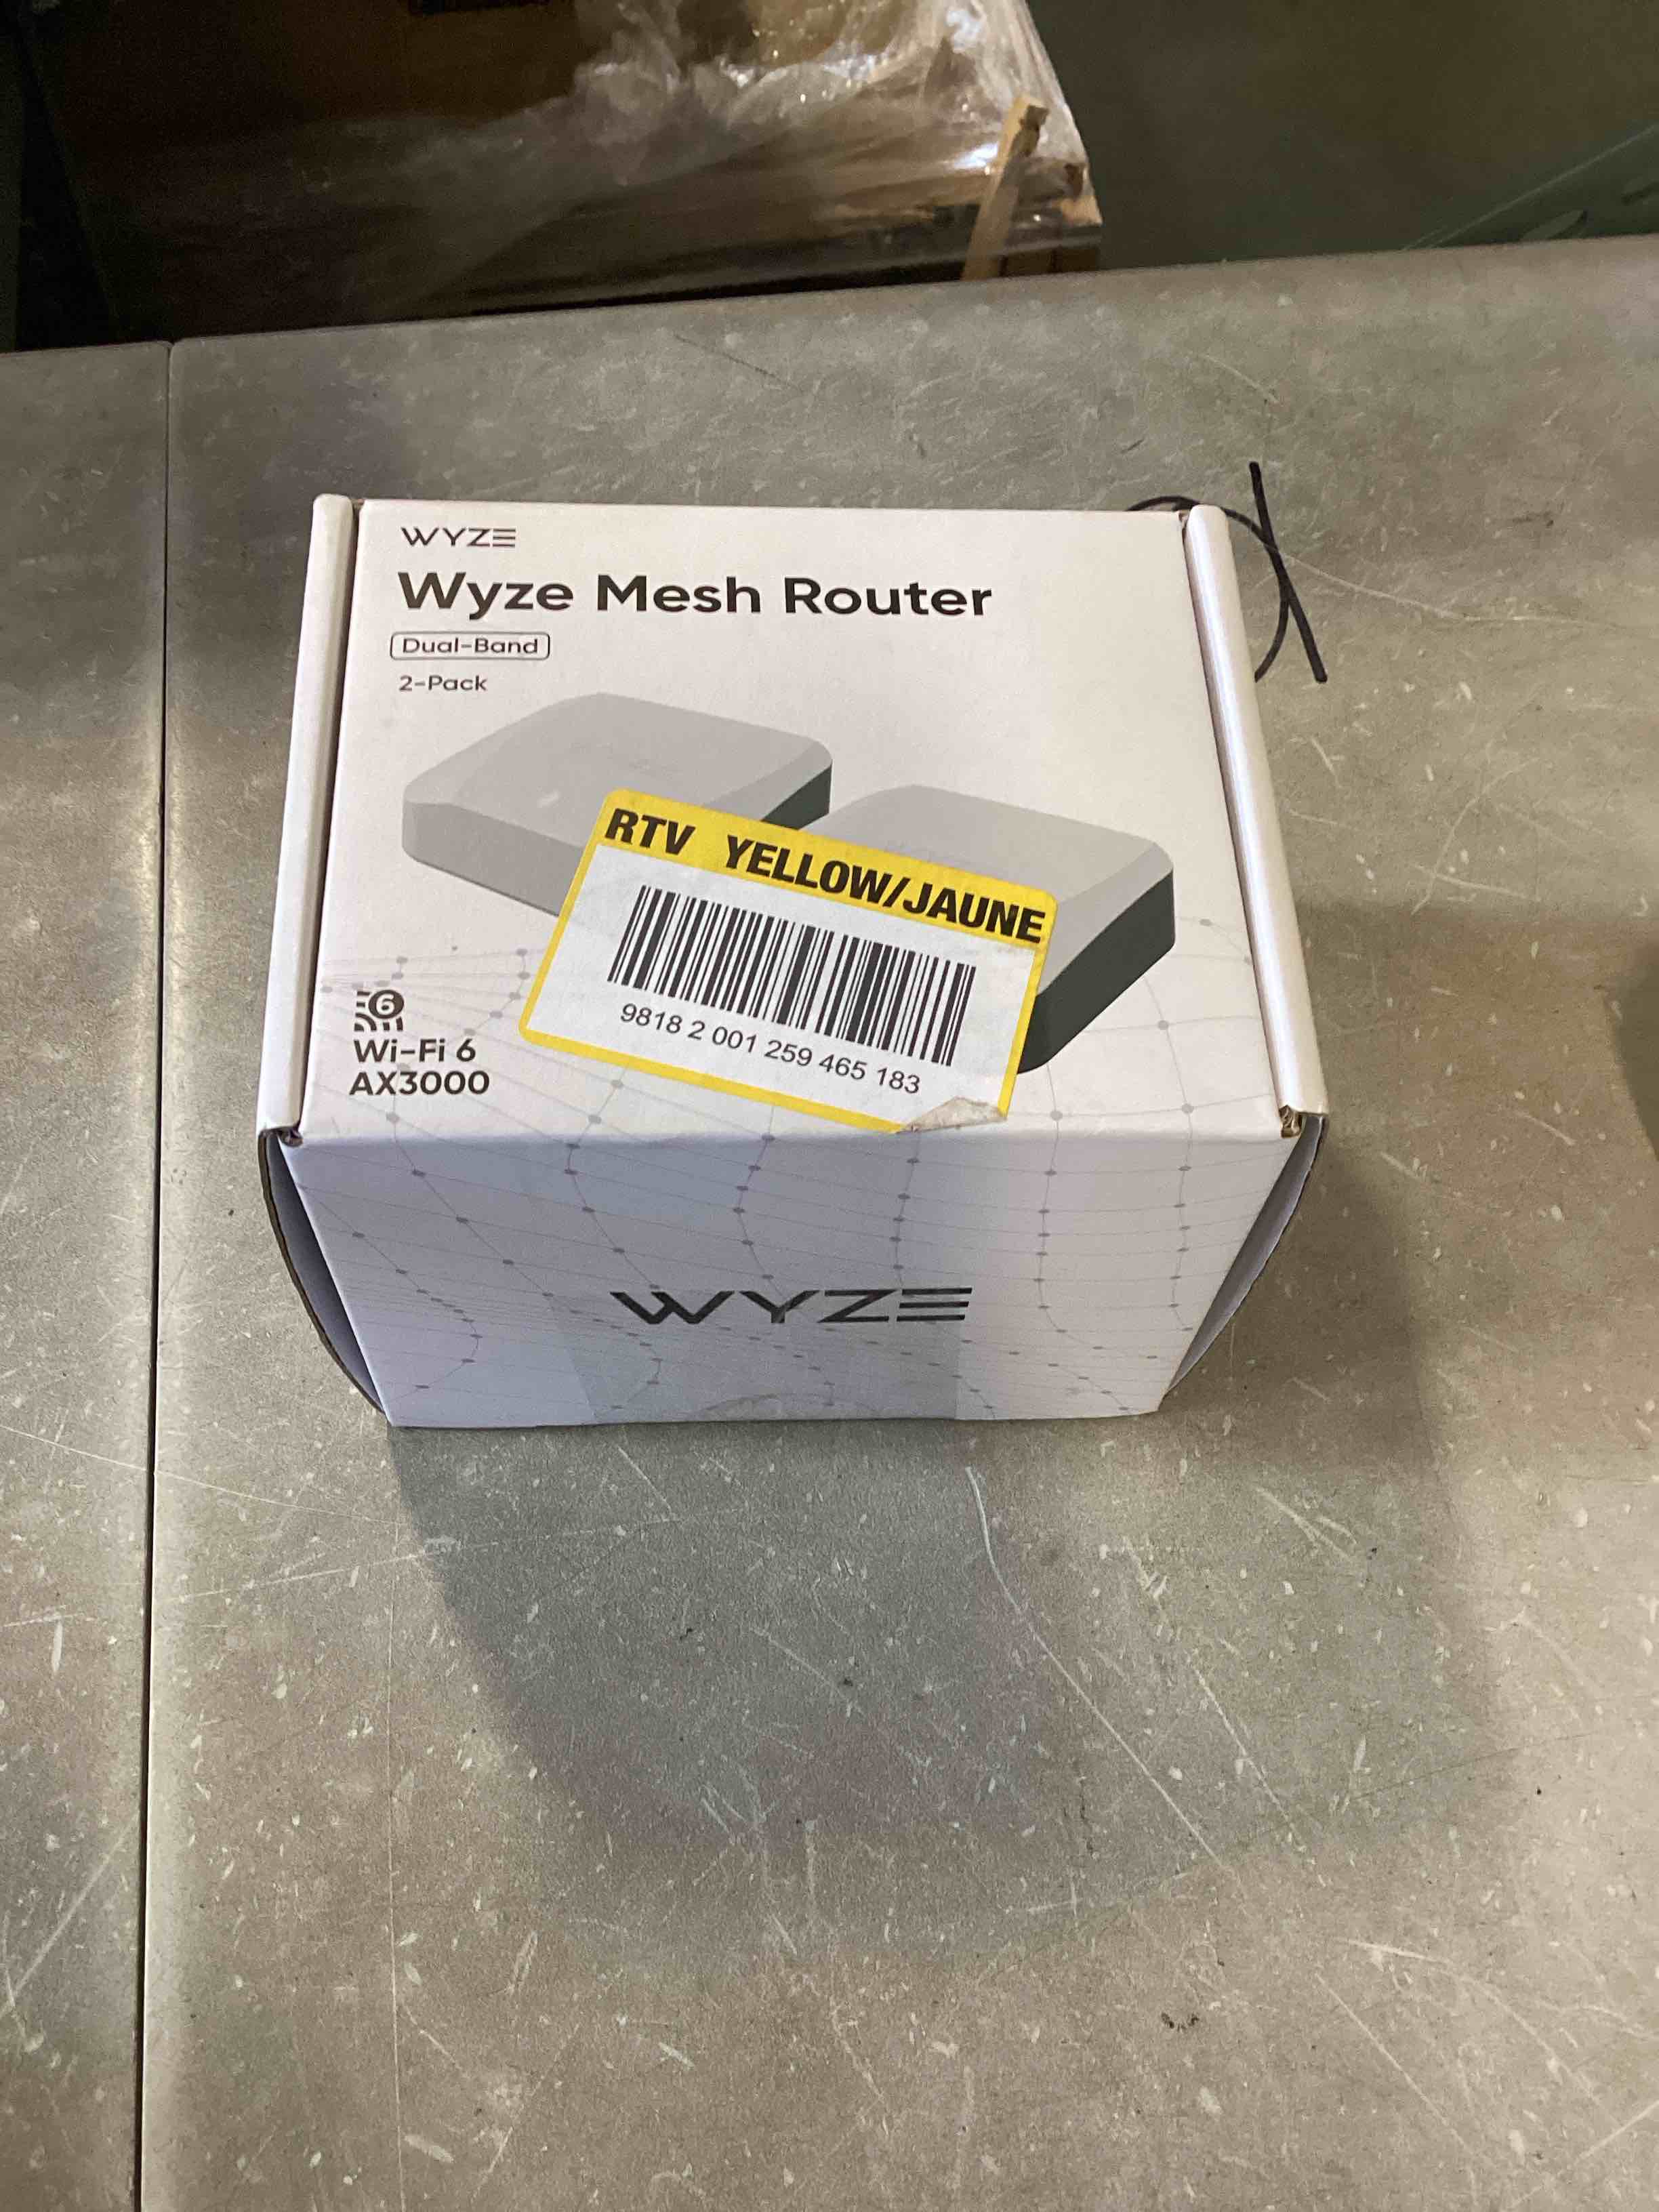 WYZE
Wyze Mesh Router
Dual-Band
2-Pack
RTV YELLOW/JAUNE
9818 2 001 259 465 183
6
Wi-Fi 6
AX3000
WYZE